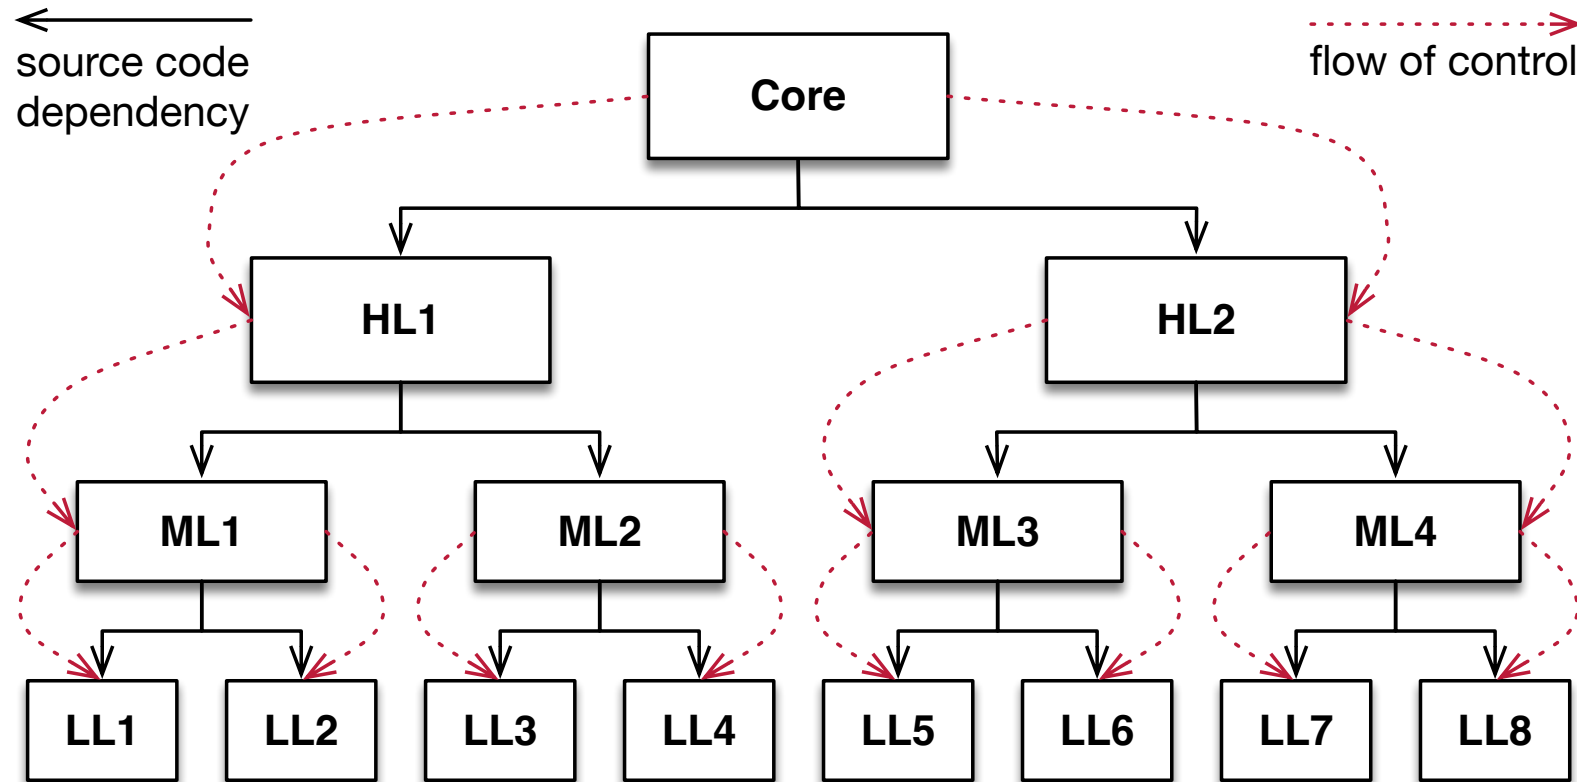 source code
dependency
flow of control
Core
HL1
HL2
ML1
ML2
ML3
ML4
LL1
LL2
LL3
LL4
LL5
LL6
LL7
LL8